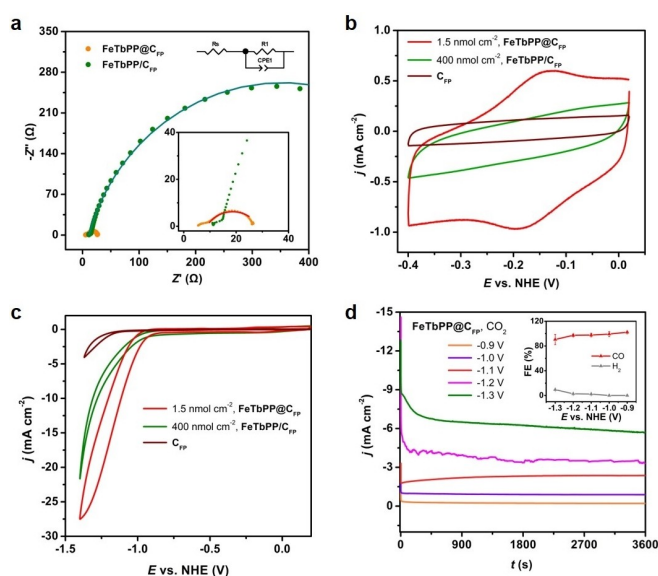 a
FeTbPP@CFP
FeTbPP/CFP
Rs
R1
CPE1
-Z'' (Ω)
300
250
200
150
100
50
0
0
100
200
300
400
Z' (Ω)
40
20
0
0
20
40
b
1.5 nmol cm-2, FeTbPP@CFP
400 nmol cm-2, FeTbPP/CFP
CFP
j (mA cm-2)
1.0
0.5
0.0
-0.5
-1.0
-0.4
-0.3
-0.2
-0.1
0.0
E vs. NHE (V)
c
1.5 nmol cm-2, FeTbPP@CFP
400 nmol cm-2, FeTbPP/CFP
CFP
j (mA cm-2)
5
0
-5
-10
-15
-20
-25
-30
-1.5
-1.0
-0.5
0.0
E vs. NHE (V)
d
FeTbPP@CFP, CO2
-0.9 V
-1.0 V
-1.1 V
-1.2 V
-1.3 V
j (mA cm-2)
-15
-12
-9
-6
-3
0
0
900
1800
2700
3600
t (s)
FE (%)
120
80
40
0
CO
H2
-1.3 -1.2 -1.1 -1.0 -0.9
E vs. NHE (V)